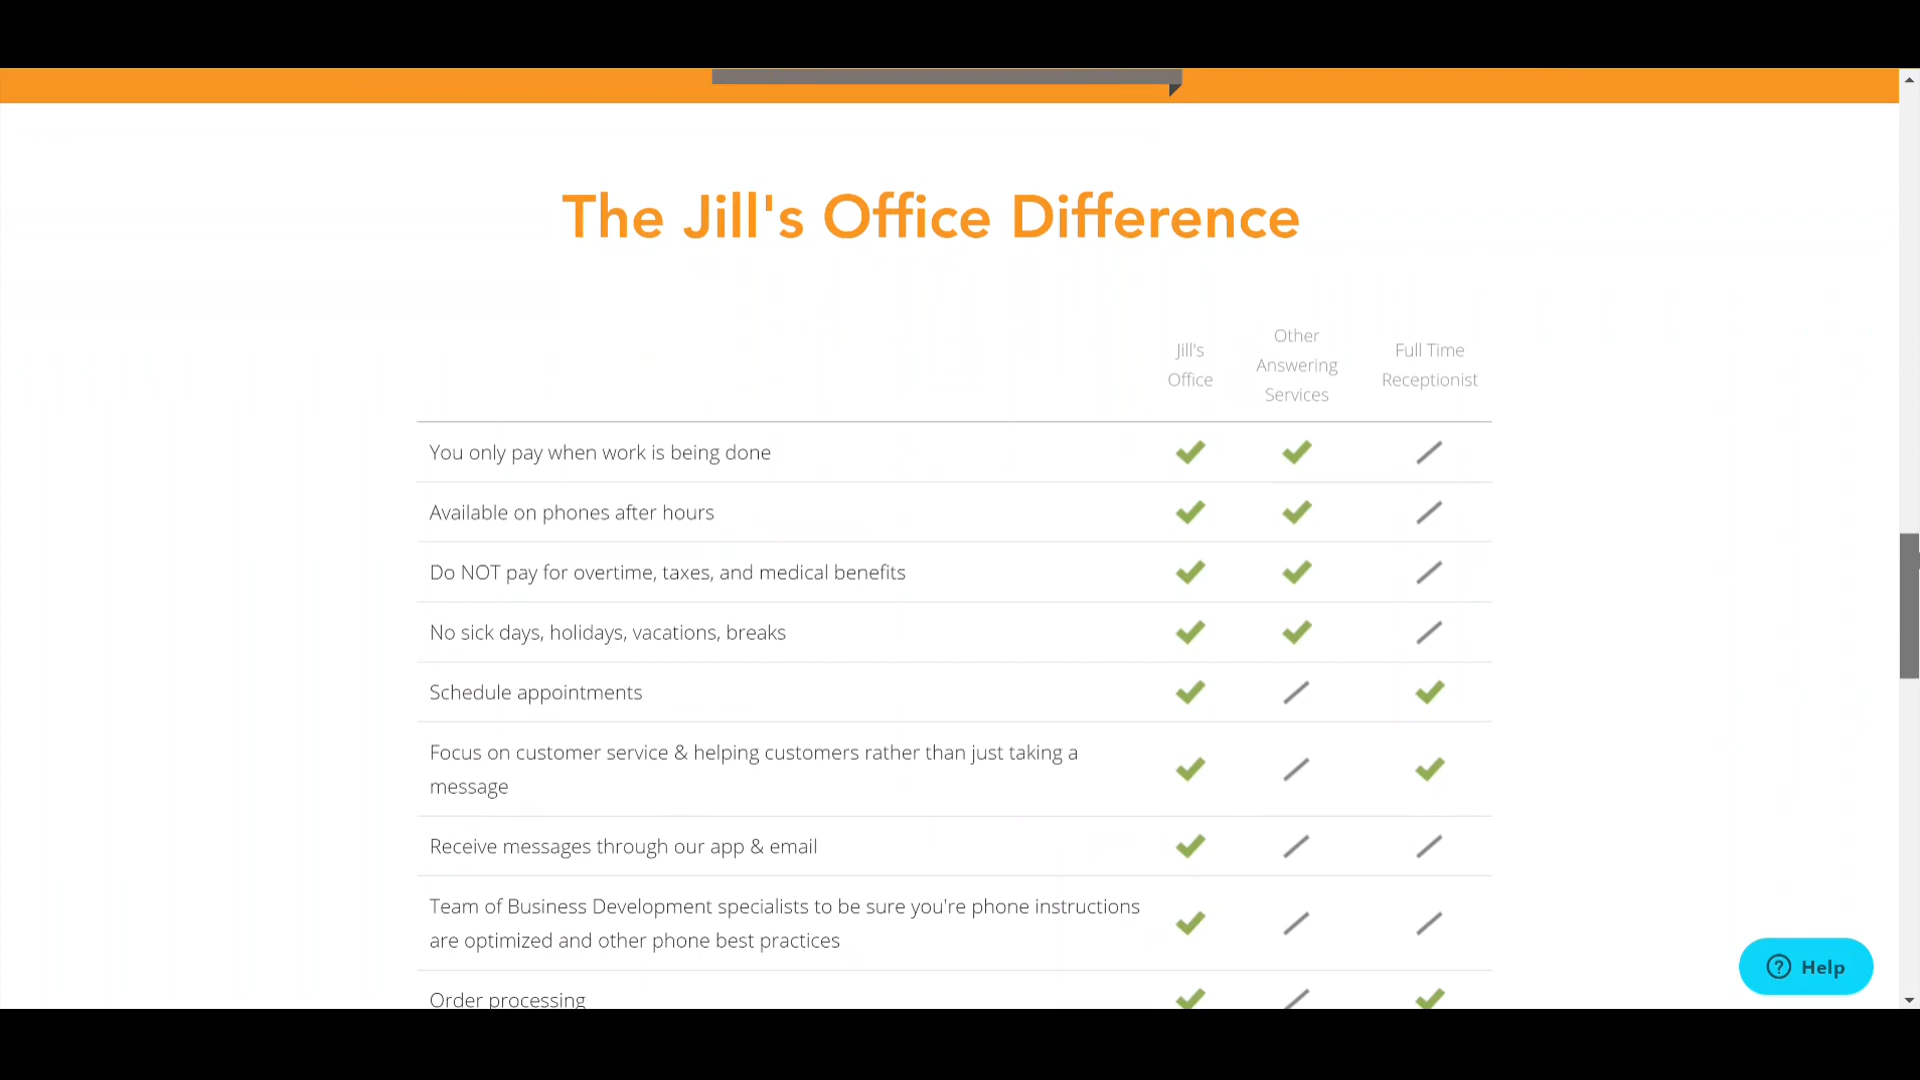 The Jill's Office Difference
Jill's
Office
Other
Answering
Services
Full Time
Receptionist
You only pay when work is being done
Available on phones after hours
Do NOT pay for overtime, taxes, and medical benefits
No sick days, holidays, vacations, breaks
Schedule appointments
Focus on customer service & helping customers rather than just taking a
message
Receive messages through our app & email
Team of Business Development specialists to be sure you're phone instructions
are optimized and other phone best practices
Order processing
? Help